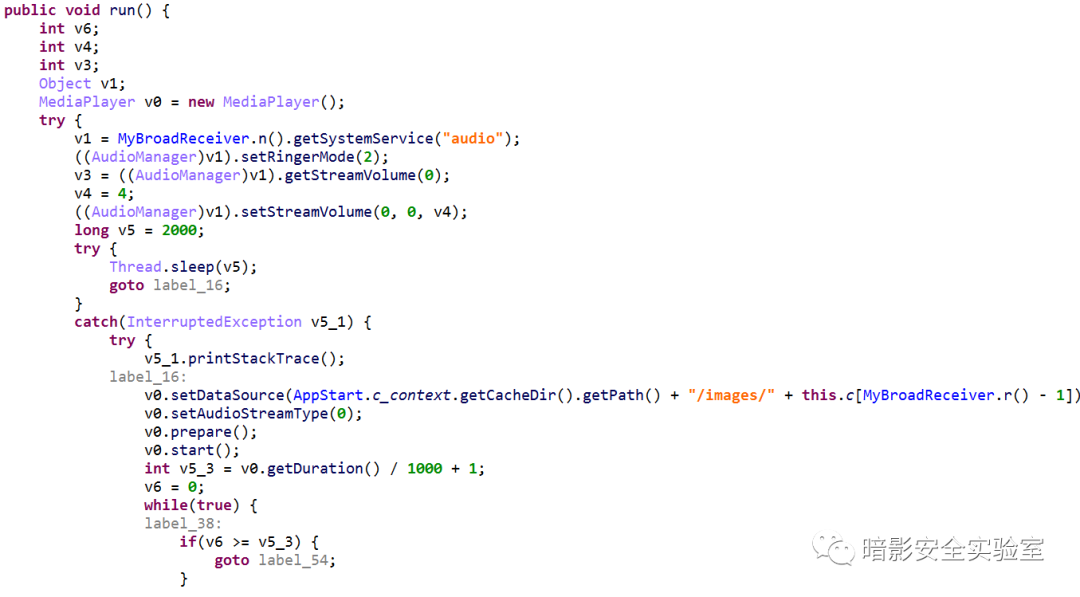 public void run() {
    int v6;
    int v4;
    int v3;
    Object v1;
    MediaPlayer v0 = new MediaPlayer();
    try {
        v1 = MyBroadReceiver.n().getSystemService("audio");
        ((AudioManager)v1).setRingerMode(2);
        v3 = ((AudioManager)v1).getStreamVolume(0);
        v4 = 4;
        ((AudioManager)v1).setStreamVolume(0, 0, v4);
        long v5 = 2000;
        try {
            Thread.sleep(v5);
            goto label_16;
        }
        catch(InterruptedException v5_1) {
            try {
                v5_1.printStackTrace();
            label_16:
                v0.setDataSource(AppStart.c_context.getCacheDir().getPath() + "/images/" + this.c[MyBroadReceiver.r() - 1])
                v0.setAudioStreamType(0);
                v0.prepare();
                v0.start();
                int v5_3 = v0.getDuration() / 1000 + 1;
                v6 = 0;
                while(true) {
                label_38:
                    if(v6 >= v5_3) {
                        goto label_54;
                    }
暗影安全实验室